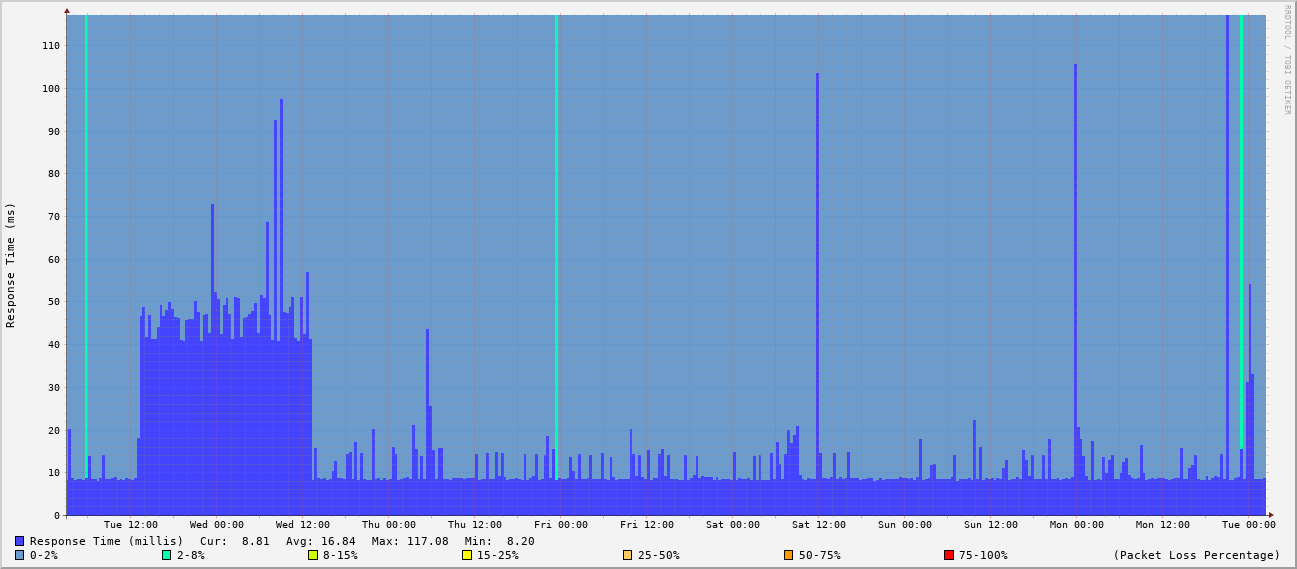 RRDTOOL / TOBI OETIKER
Response Time (ms)
110
100
90
80
70
60
50
40
30
20
10
0
Tue 12:00 Wed 00:00 Wed 12:00 Thu 00:00 Thu 12:00 Fri 00:00 Fri 12:00 Sat 00:00 Sat 12:00 Sun 00:00 Sun 12:00 Mon 00:00 Mon 12:00 Tue 00:00
Response Time (millis) Cur: 8.81 Avg: 16.84 Max: 117.08 Min: 8.20
0-2% 2-8% 8-15% 15-25% 25-50% 50-75% 75-100% (Packet Loss Percentage)